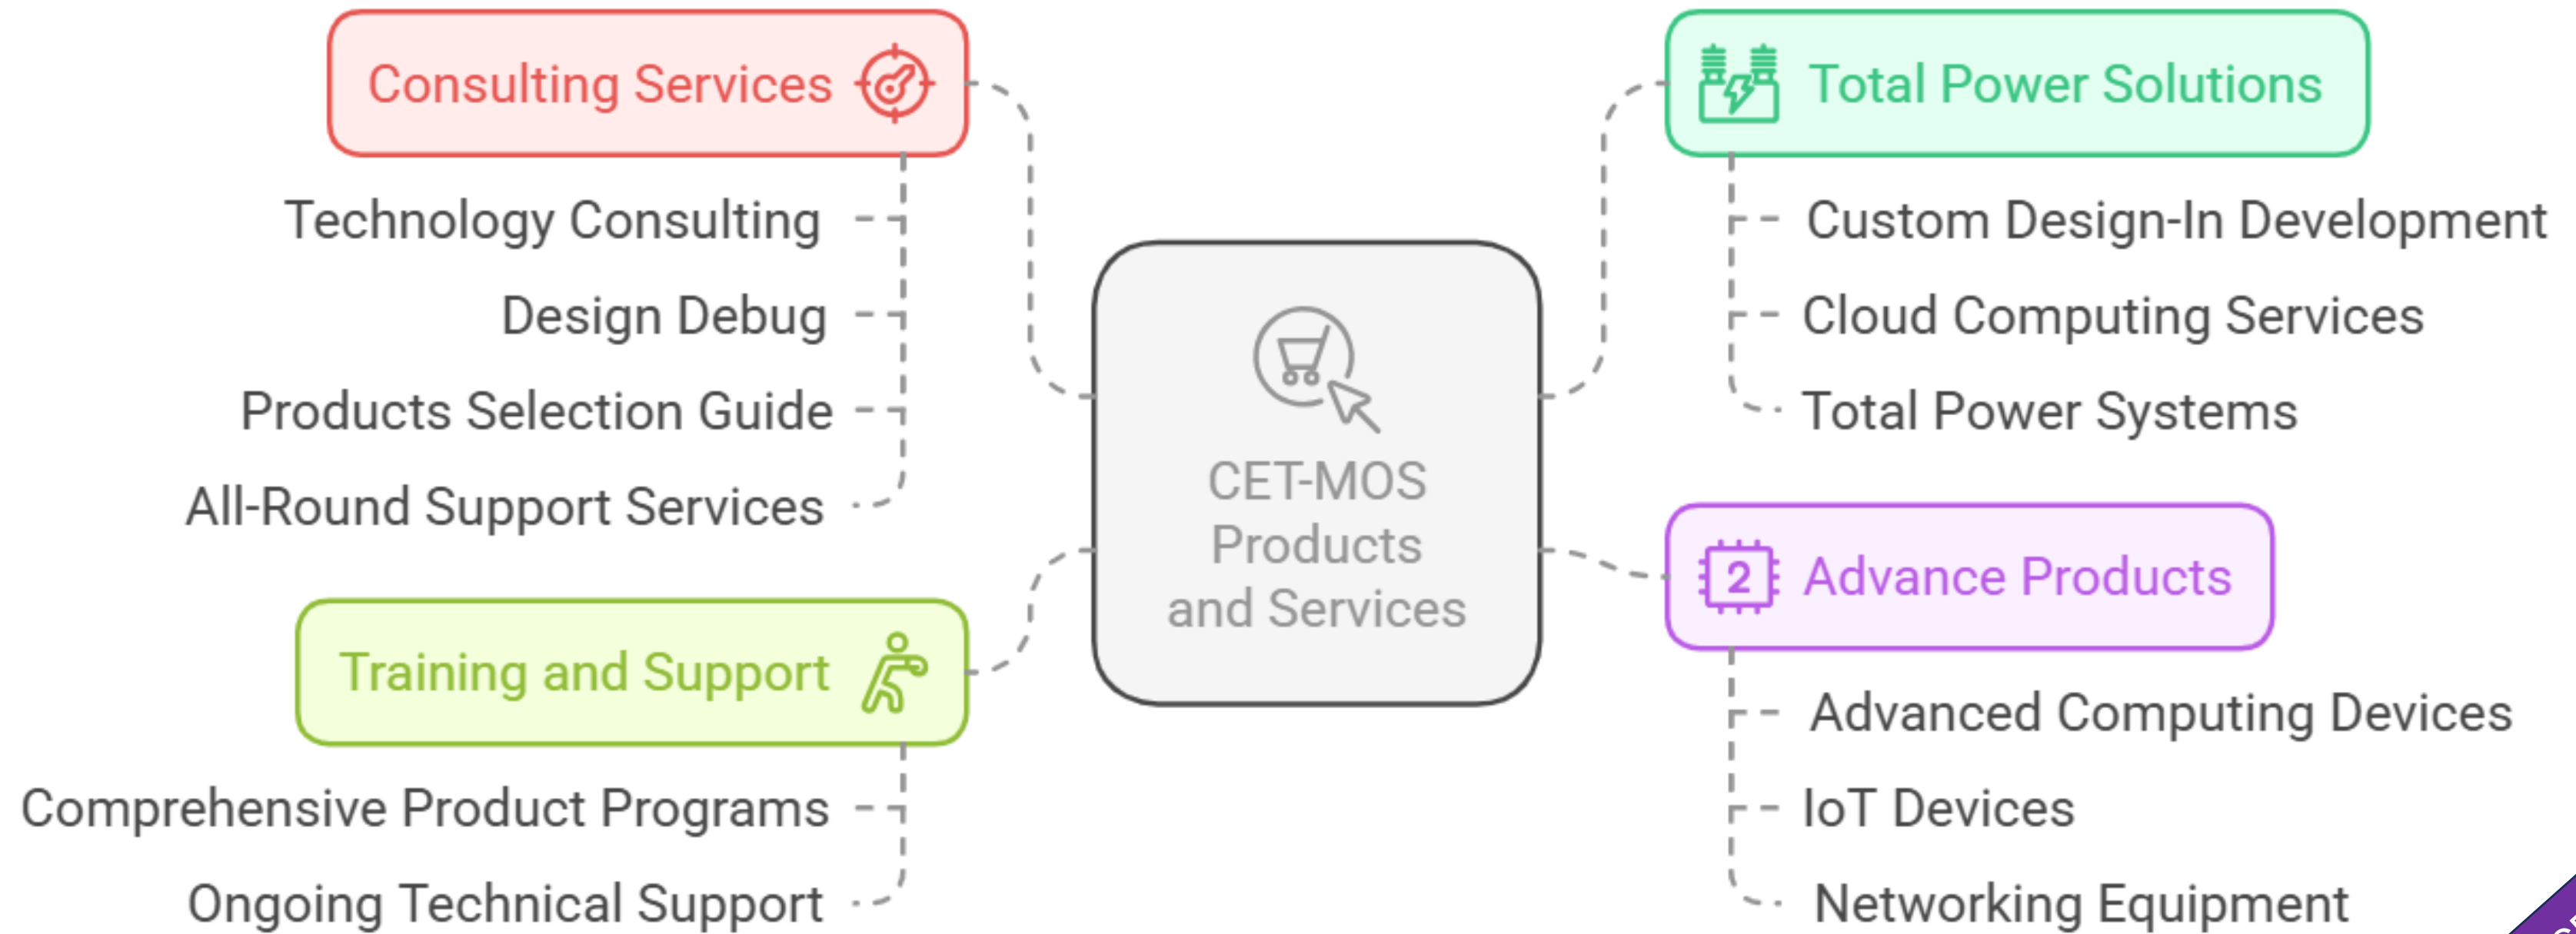 Consulting Services
Technology Consulting
Design Debug
Products Selection Guide
All-Round Support Services
Training and Support
Comprehensive Product Programs
Ongoing Technical Support
CET-MOS
Products
and Services
Total Power Solutions
Custom Design-In Development
Cloud Computing Services
Total Power Systems
2
Advance Products
Advanced Computing Devices
IoT Devices
Networking Equipment